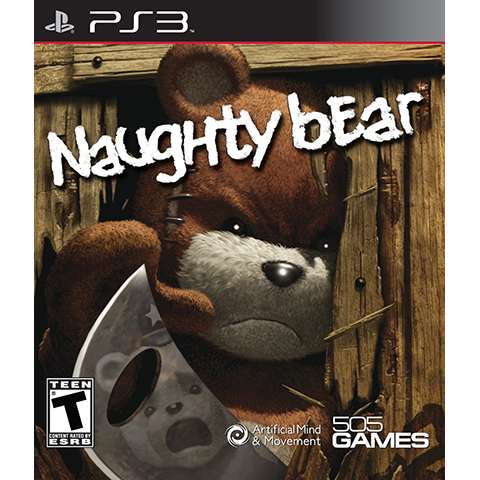 PS3
Naughty bEar
TEEN
T
CONTENT RATED BY
ESRB
Artificial Mind
& Movement
505
GAMES